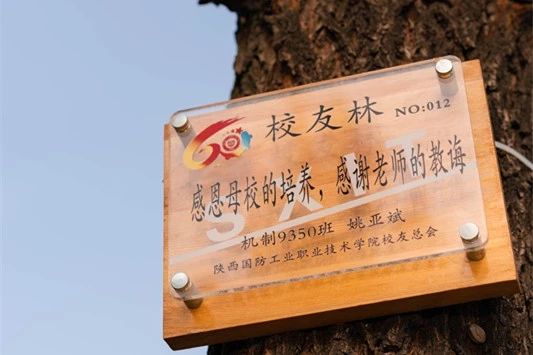 校友林 NO:012
感恩母校的培养，感谢老师的教诲
机制9350班 姚亚斌
陕西国防工业职业技术学院校友总会